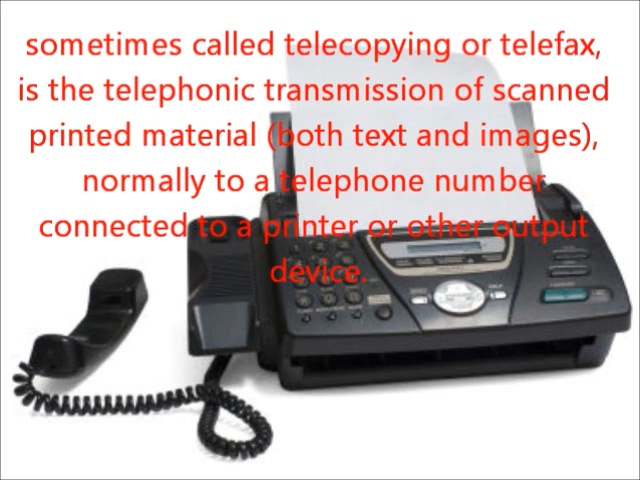 sometimes called telecopying or telefax,
is the telephonic transmission of scanned
printed material (both text and images),
normally to a telephone number
connected to a printer or other output
device.